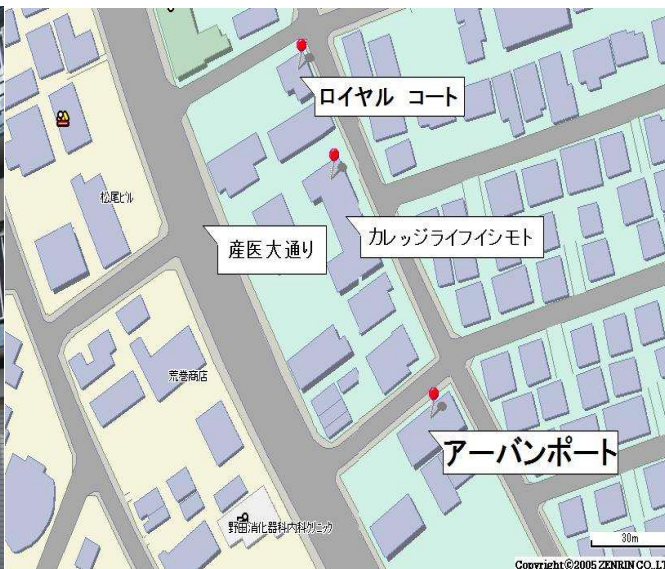 ロイヤル コート
松尾ビル
産医大通り
カレッジライフイシモト
荒巻商店
アーバンポート
野田消化器科内科クリニック
30m
Copyright©2005 ZENRIN CO.,LT